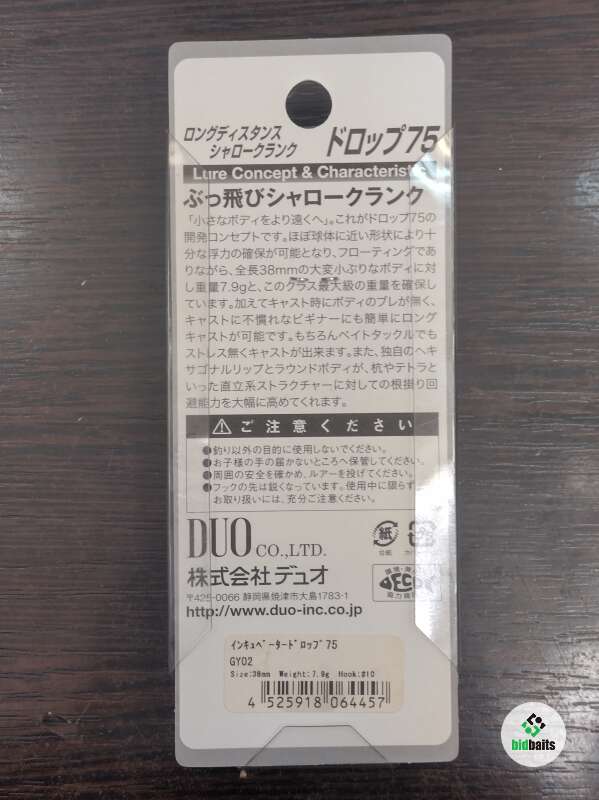 ロングディスタンス
シャロークランク
ドロップ75
Lure Concept & Characteristic
ぶっ飛びシャロークランク
「小さなボディをより遠くへ」。これがドロップ75の
開発コンセプトです。ほぼ球体に近い形状により十
分な浮力の確保が可能となり、フローティングであ
りながら、全長38mmの大変小ぶりなボディに対
し重量7.9gと、このクラス最大級の重量を確保し
ています。加えてキャスト時にボディのブレが無く、
キャストに不慣れなビギナーにも簡単にロング
キャストが可能です。もちろんベイトタックルでも
ストレス無くキャストが出来ます。また、独自のヘキ
サゴナルリップとラウンドボディが、杭やテトラと
いった直立系ストラクチャーに対しての根掛り回
避能力を大幅に高めてくれます。
ご注意ください
●釣り以外の目的に使用しないでください。
●お子様の手の届かないところへ保管してください。
●周囲の安全を確かめ、ルアーを投げてください。
●フックの先は鋭くなっています。使用中に限らず、
お取り扱いには、充分ご注意ください。
DUO CO.,LTD.
株式会社デュオ
〒425-0066 静岡県焼津市大島1783-1
http://www.duo-inc.co.jp
紙
台紙
ECO
インキュベータードロップ75
GY02
Size:38mm Weight:7.9g Hook:#10
4 525918 064457
bidbaits